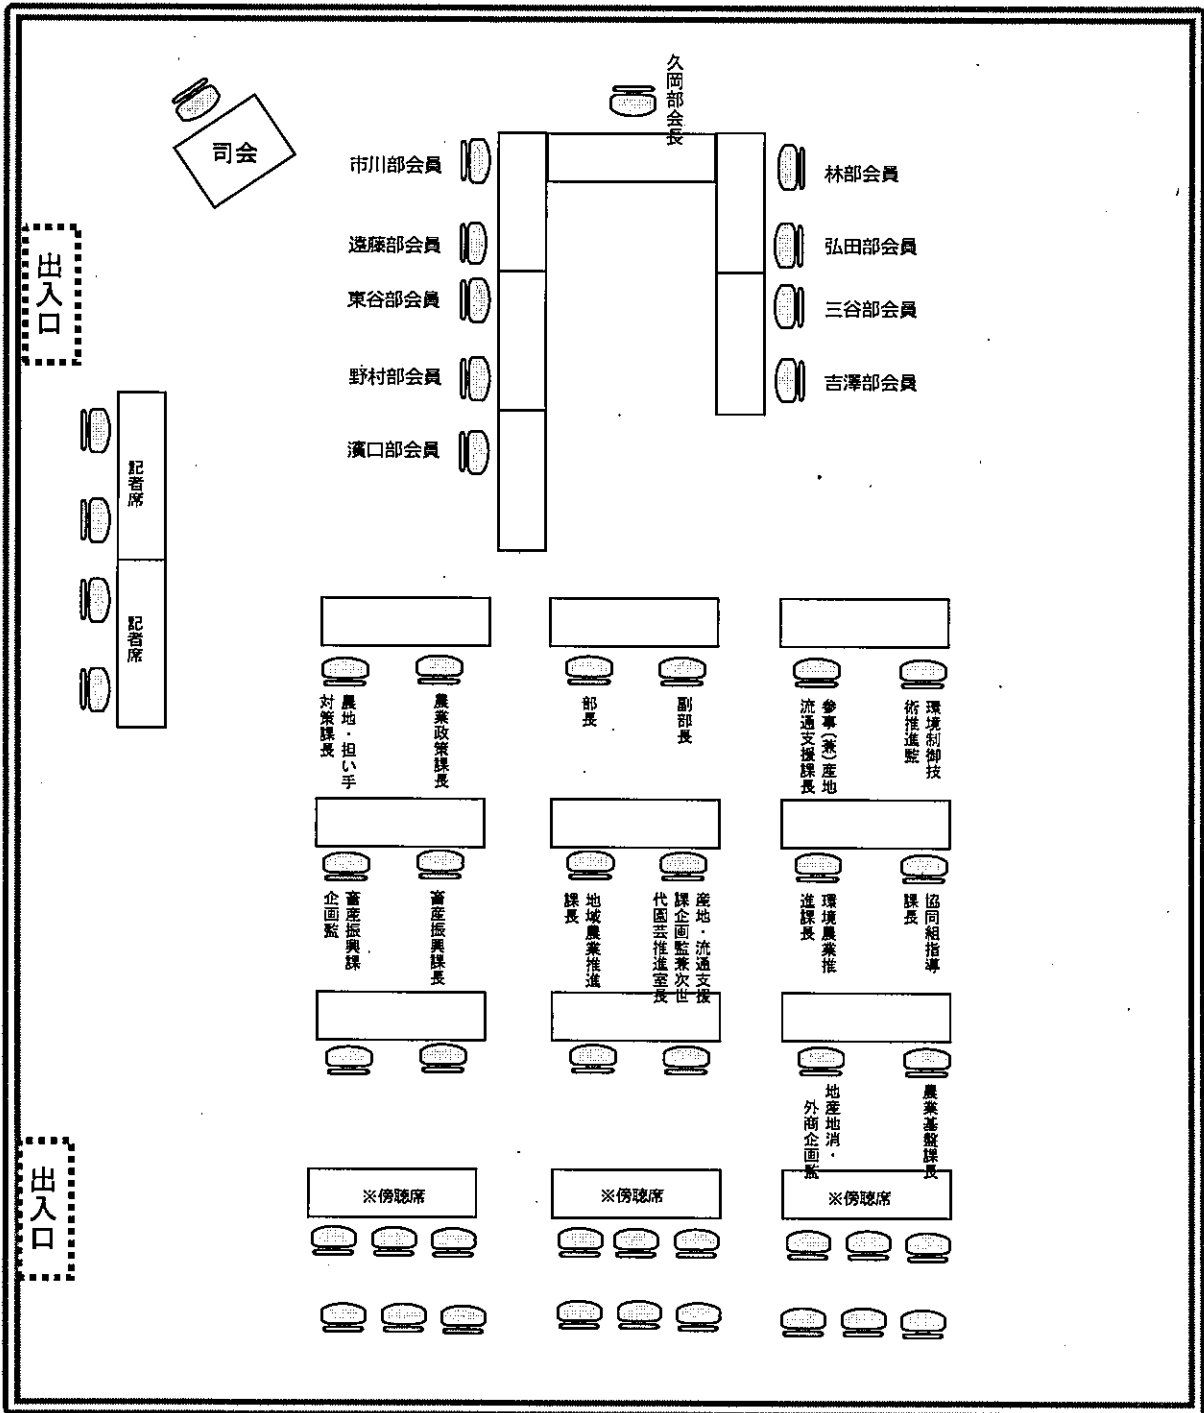 久岡部会長
司会
市川部会員
林部会員
遠藤部会員
弘田部会員
出入口
東谷部会員
三谷部会員
野村部会員
吉澤部会員
濱口部会員
記者席
記者席
農地・担い手
対策課長
農業政策課長
部長
副部長
参事(兼)産地
流通支援課長
環境制御技
術推進監
畜産振興課
企画監
畜産振興課長
地域農業推進
課長
産地・流通支援
課企画監兼次世
代園芸推進室長
環境農業推
進課長
協同組指導
課長
地産地消・
外商企画監
農業基盤課長
出入口
※傍聴席
※傍聴席
※傍聴席